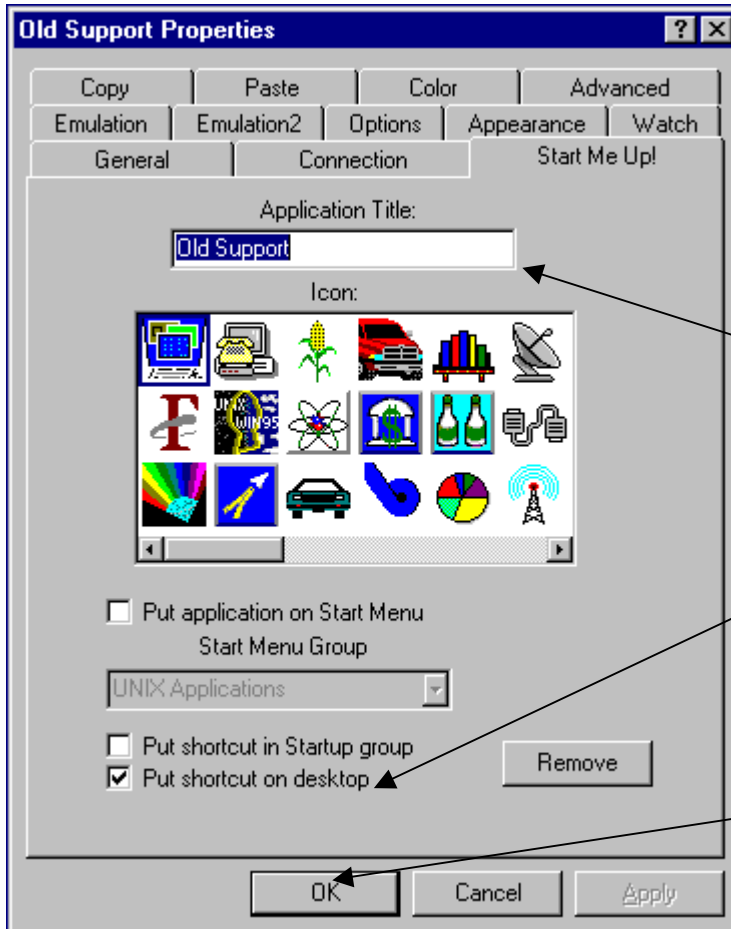 Old Support Properties
Copy Paste Color Advanced
Emulation Emulation2 Options Appearance Watch
General Connection Start Me Up!
Application Title:
Old Support
Icon:
UNIX
WIN95
Put application on Start Menu
Start Menu Group
UNIX Applications
Put shortcut in Startup group
Put shortcut on desktop
Remove
OK Cancel Apply